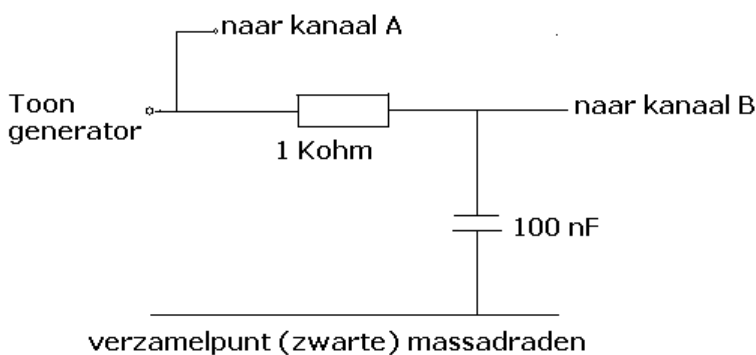 naar kanaal A
Toon
generator
naar kanaal B
1 Kohm
100 nF
verzamelpunt (zwarte) massadraden